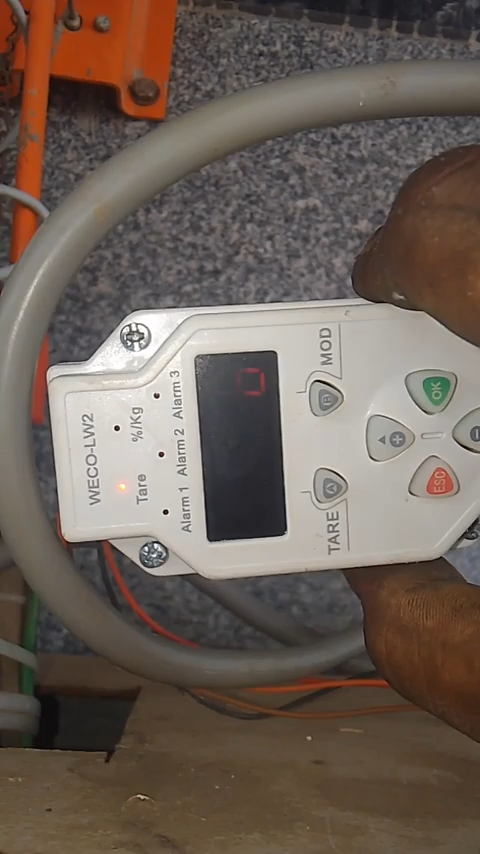 WECO-LW2
Tare
%/Kg
Alarm 1
Alarm 2
Alarm 3
0
TARE
A
B
MOD
+
ESC
OK
-